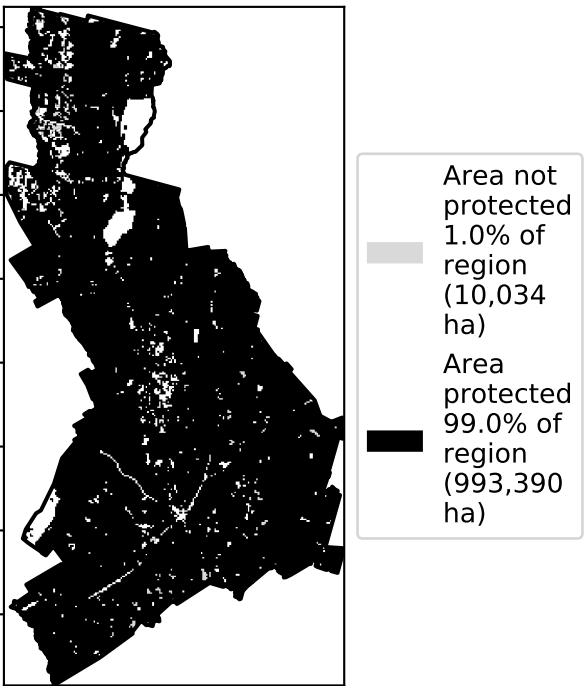 Area not
protected
1.0% of
region
(10,034
ha)
Area
protected
99.0% of
region
(993,390
ha)